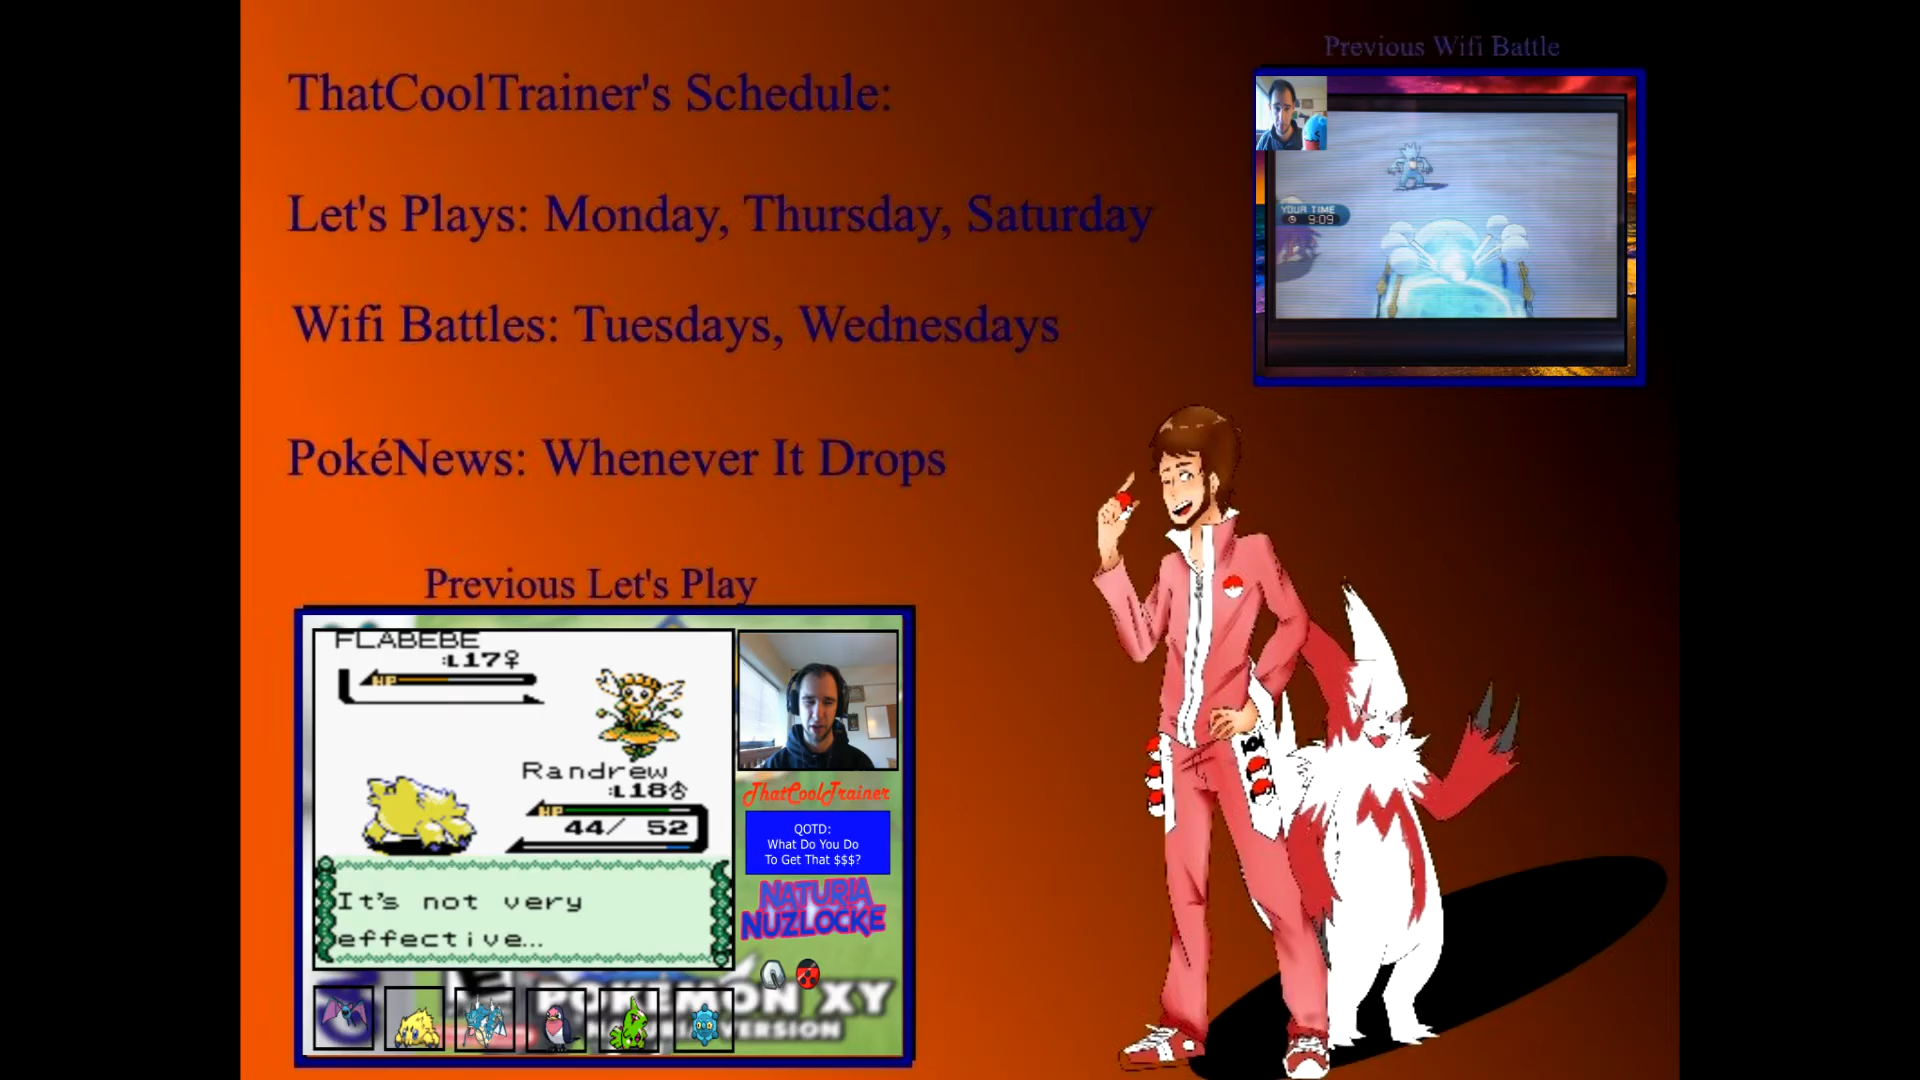 Previous Wifi Battle
ThatCoolTrainer's Schedule:
Let's Plays: Monday, Thursday, Saturday
YOUR TIME
9:09
Wifi Battles: Tuesdays, Wednesdays
PokéNews: Whenever It Drops
Previous Let's Play
FLABEBE
:L17♀
HP
Randrew
:L18♂
HP
44/ 52
It's not very
effective...
ThatCoolTrainer
QOTD:
What Do You Do
To Get That $$$?
NATURIA
NUZLOCKE
POKÉMON XY
VERSION